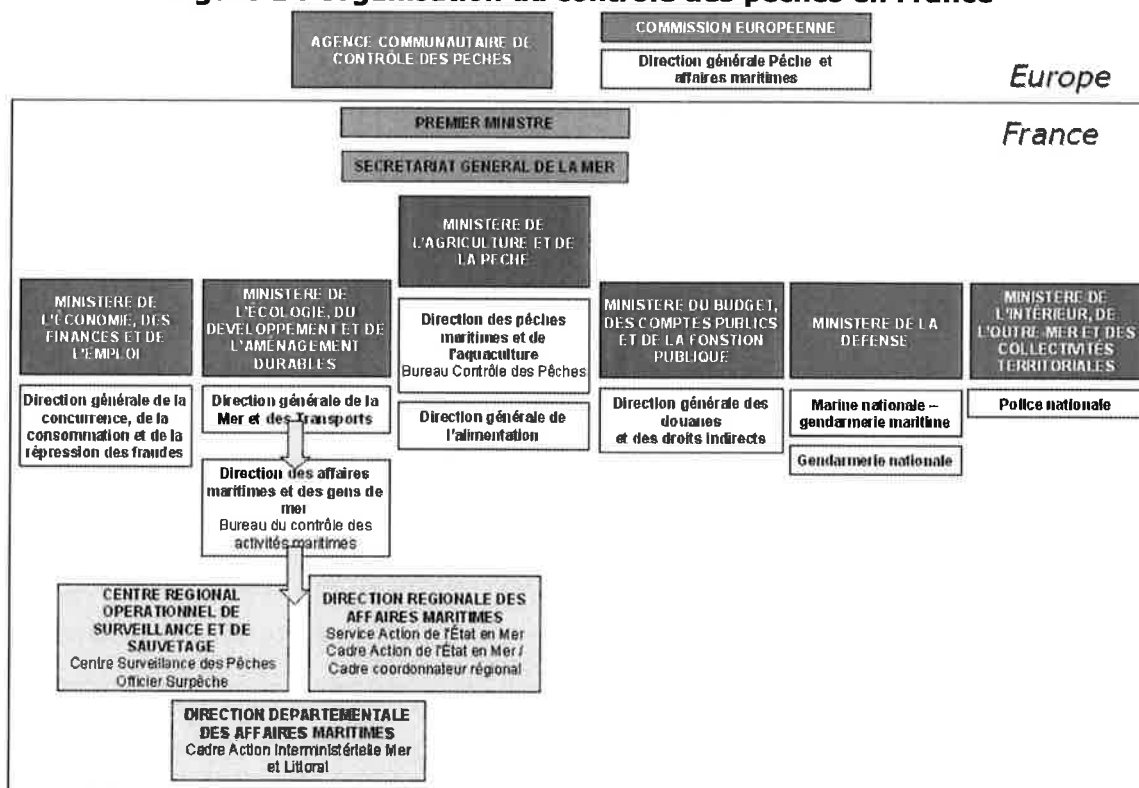 organisation du contrôle des pêches en France
AGENCE COMMUNAUTAIRE DE
CONTRÔLE DES PECHES
COMMISSION EUROPEENNE
Direction générale Pêche et
affaires maritimes
Europe
France
PREMIER MINISTRE
SECRETARIAT GENERAL DE LA MER
MINISTERE DE
L'AGRICULTURE ET DE
LA PECHE
Direction des pêches
maritimes et de
l'aquaculture
Bureau Contrôle des Pêches
Direction générale de
l'alimentation
MINISTERE DE
L'ÉCONOMIE, DES
FINANCES ET DE
L'EMPLOI
Direction générale de la
concurrence, de la
consommation et de la
répression des fraudes
MINISTERE DE
L'ÉCOLOGIE, DU
DEVELOPPEMENT ET DE
L'AMÉNAGEMENT
DURABLES
Direction générale de la
Mer et des Transports
Direction des affaires
maritimes et des gens de
mer
Bureau du contrôle des
activités maritimes
MINISTERE DU BUDGET,
DES COMPTES PUBLICS
ET DE LA FONSTION
PUBLIQUE
Direction générale des
douanes
et des droits indirects
MINISTERE DE LA
DEFENSE
Marine nationale –
gendarmerie maritime
Gendarmerie nationale
MINISTERE DE
L'INTÉRIEUR, DE
L'OUTRE-MER ET DES
COLLECTIVITÉS
TERRITORIALES
Police nationale
CENTRE REGIONAL
OPERATIONNEL DE
SURVEILLANCE ET DE
SAUVETAGE
Centre Surveillance des Pêches
Officier Surpêche
DIRECTION REGIONALE DES
AFFAIRES MARITIMES
Service Action de l'État en Mer
Cadre Action de l'État en Mer /
Cadre coordonnateur régional
DIRECTION DEPARTEMENTALE
DES AFFAIRES MARITIMES
Cadre Action Interministérielle Mer
et Littoral